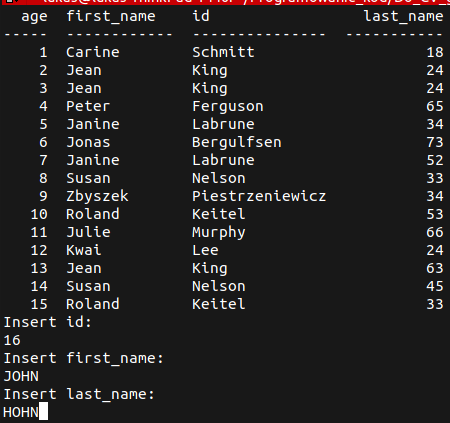 age first_name id last_name
----- ------------ --------------- -----------
1 Carine Schmitt 18
2 Jean King 24
3 Jean King 24
4 Peter Ferguson 65
5 Janine Labrune 34
6 Jonas Bergulfsen 73
7 Janine Labrune 52
8 Susan Nelson 33
9 Zbyszek Piestrzeniewicz 34
10 Roland Keitel 53
11 Julie Murphy 66
12 Kwai Lee 24
13 Jean King 63
14 Susan Nelson 45
15 Roland Keitel 33
Insert id:
16
Insert first_name:
JOHN
Insert last_name:
HOHN